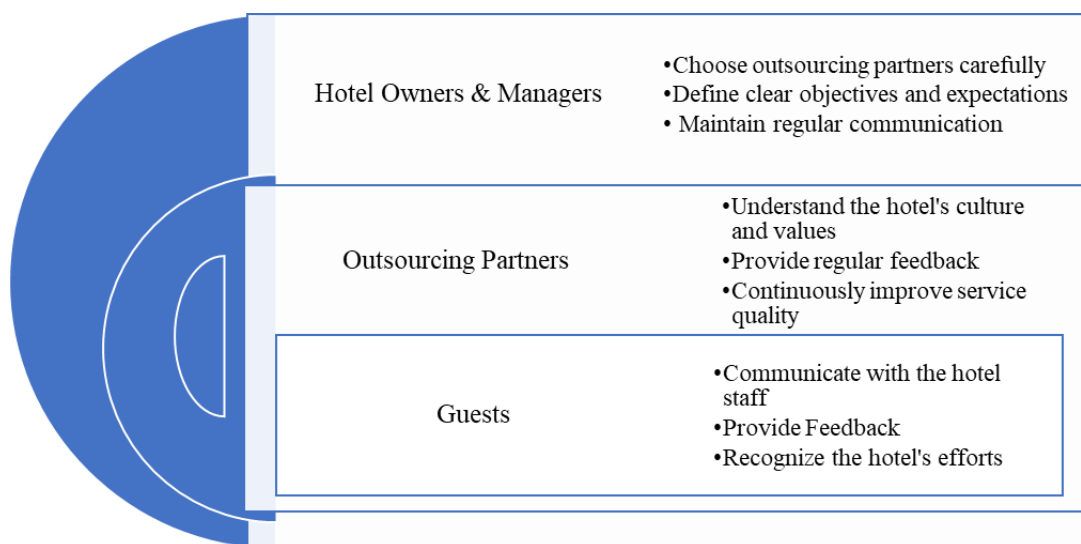 Hotel Owners & Managers
•Choose outsourcing partners carefully
•Define clear objectives and expectations
• Maintain regular communication
Outsourcing Partners
•Understand the hotel's culture
and values
•Provide regular feedback
•Continuously improve service
quality
Guests
•Communicate with the hotel
staff
•Provide Feedback
•Recognize the hotel's efforts